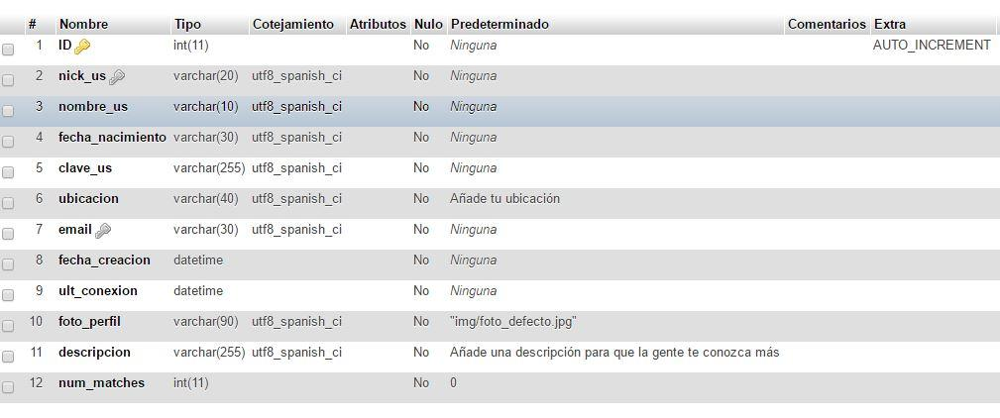 # Nombre Tipo Cotejamiento Atributos Nulo Predeterminado Comentarios Extra
1 ID int(11) No Ninguna AUTO_INCREMENT
2 nick_us varchar(20) utf8_spanish_ci No Ninguna
3 nombre_us varchar(10) utf8_spanish_ci No Ninguna
4 fecha_nacimiento varchar(30) utf8_spanish_ci No Ninguna
5 clave_us varchar(255) utf8_spanish_ci No Ninguna
6 ubicacion varchar(40) utf8_spanish_ci No Añade tu ubicación
7 email varchar(30) utf8_spanish_ci No Ninguna
8 fecha_creacion datetime No Ninguna
9 ult_conexion datetime No Ninguna
10 foto_perfil varchar(90) utf8_spanish_ci No "img/foto_defecto.jpg"
11 descripcion varchar(255) utf8_spanish_ci No Añade una descripción para que la gente te conozca más
12 num_matches int(11) No 0